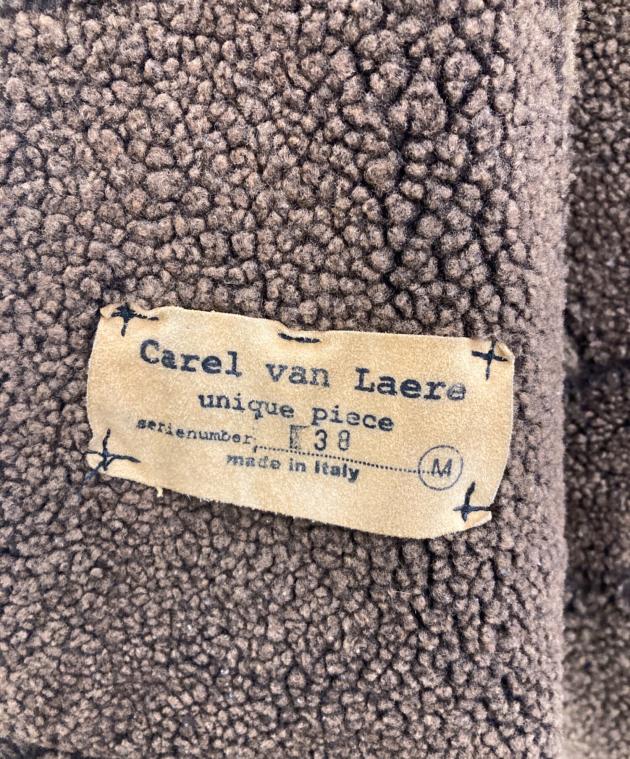 Carel van Laere
unique piece
serienumber, 38
made in Italy
M